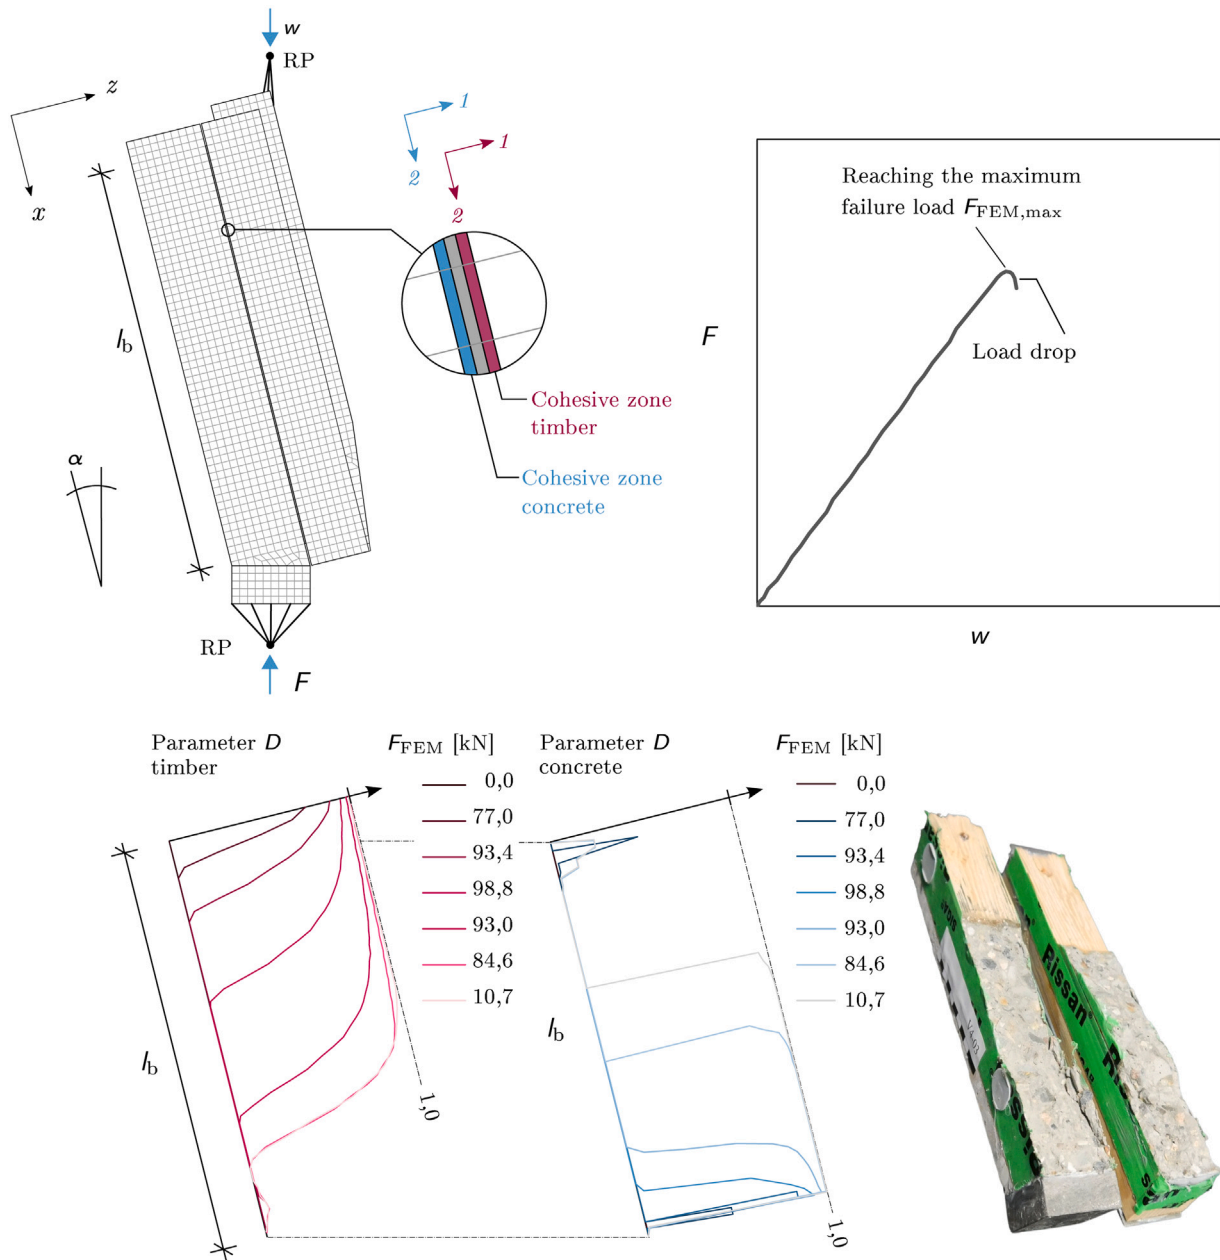 w
RP
z
x
1
2
1
2
l_b
α
Cohesive zone
timber
Cohesive zone
concrete
RP
F
Reaching the maximum
failure load F_FEM,max
Load drop
F
w
Parameter D
timber
F_FEM [kN]
0,0
77,0
93,4
98,8
93,0
84,6
10,7
l_b
1,0
Parameter D
concrete
F_FEM [kN]
0,0
77,0
93,4
98,8
93,0
84,6
10,7
l_b
1,0
Rissan